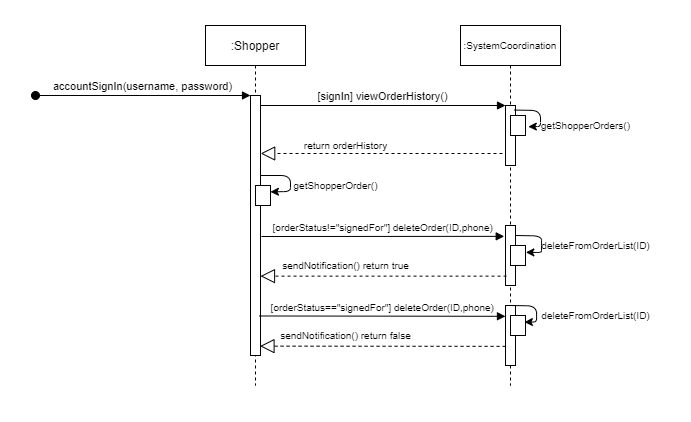 :Shopper
:SystemCoordination
accountSignIn(username, password)
[signIn] viewOrderHistory()
getShopperOrders()
return orderHistory
getShopperOrder()
[orderStatus!="signedFor"] deleteOrder(ID,phone)
deleteFromOrderList(ID)
sendNotification() return true
[orderStatus=="signedFor"] deleteOrder(ID,phone)
deleteFromOrderList(ID)
sendNotification() return false